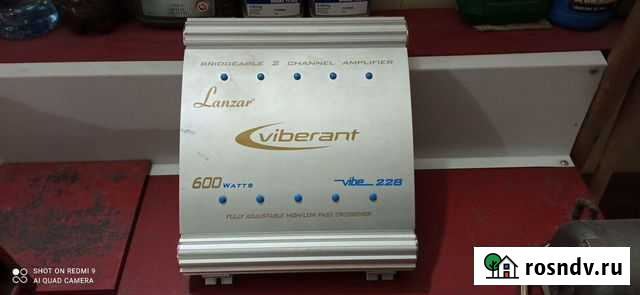 BRIDGEABLE 2 CHANNEL AMPLIFIER
Lanzar
viberant
600 WATTS
vibe 228
FULLY ADJUSTABLE HIGH/LOW PASS CROSSOVER
SHOT ON REDMI 9
AI QUAD CAMERA
rosndv.ru